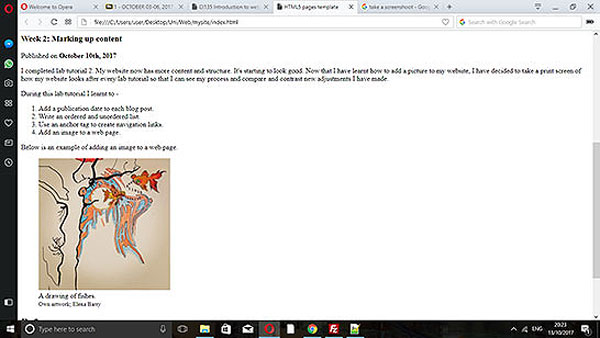 Welcome to Opera
1 - OCTOBER 03-06, 2017
CI135 Introduction to we
HTML5 pages template
take a screenshoot - Goo
file:///C:/Users/user/Desktop/Uni/Web/mysite/index.html
Search with Google Search
Week 2: Marking up content
Published on October 10th, 2017
I completed lab tutorial 2. My website now has more content and structure. It's starting to look good. Now that I have learnt how to add a picture to my website, I have decided to take a print screen of
how my website looks after every lab tutorial so that I can see my process and compare and contrast new adjustments I have made.
During this lab tutorial I learnt to -
1. Add a publication date to each blog post.
2. Write an ordered and unordered list.
3. Use an anchor tag to create navigation links.
4. Add an image to a web page.
Below is an example of adding an image to a web page.
A drawing of fishes.
Own artwork; Elena Barry
Type here to search
ENG
20:23
13/10/2017